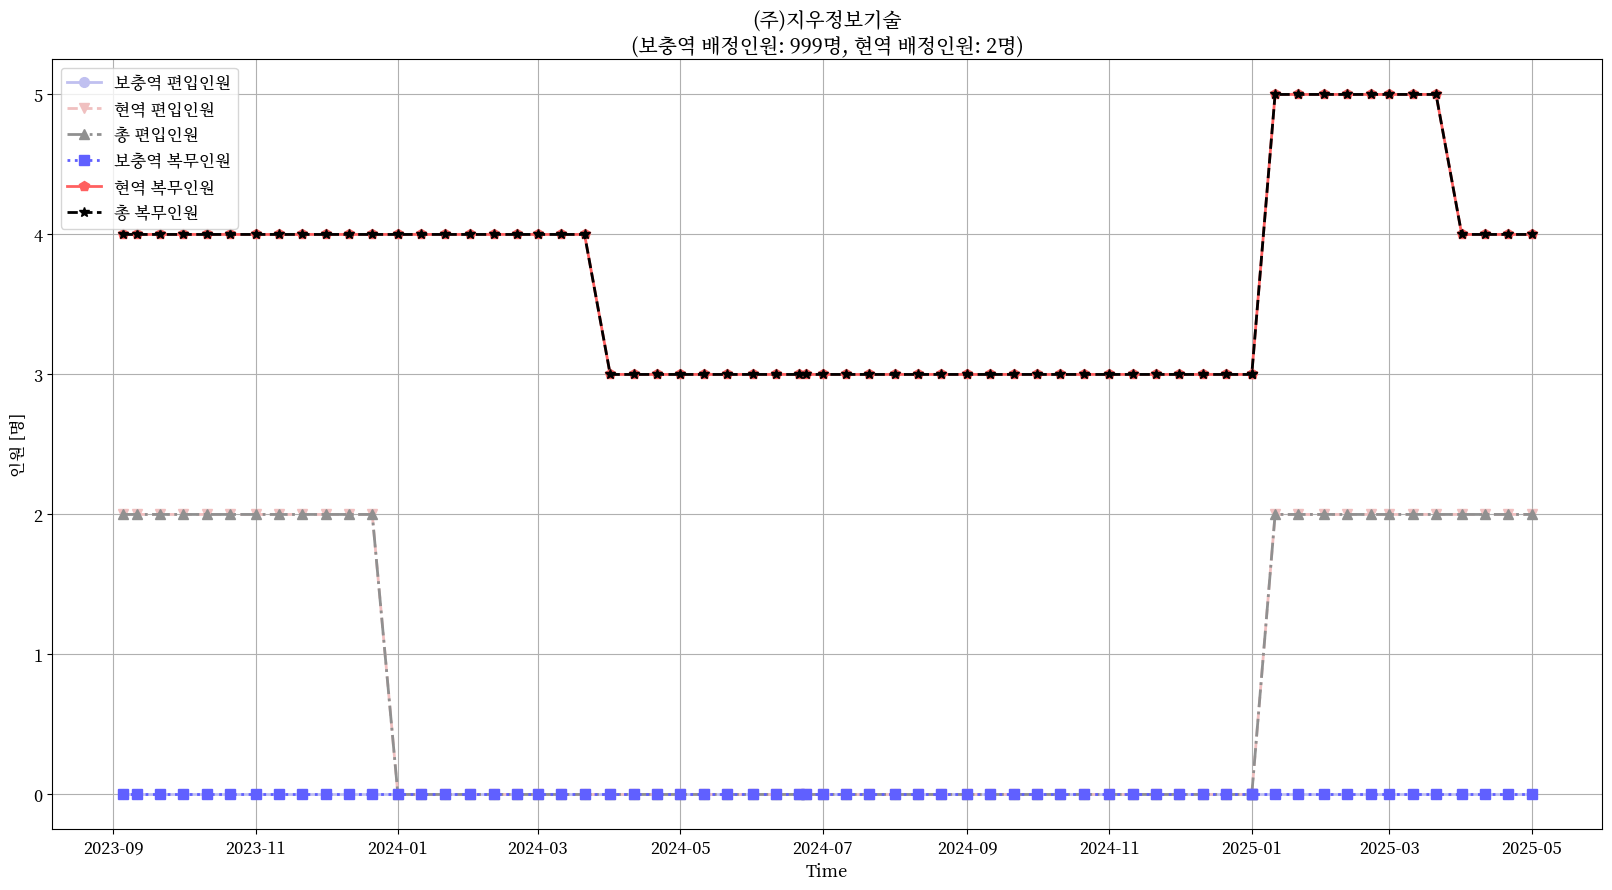 (주)지우정보기술
(보충역 배정인원: 999명, 현역 배정인원: 2명)
보충역 편입인원
현역 편입인원
총 편입인원
보충역 복무인원
현역 복무인원
총 복무인원
인원 [명]
5
4
3
2
1
0
2023-09
2023-11
2024-01
2024-03
2024-05
2024-07
2024-09
2024-11
2025-01
2025-03
2025-05
Time